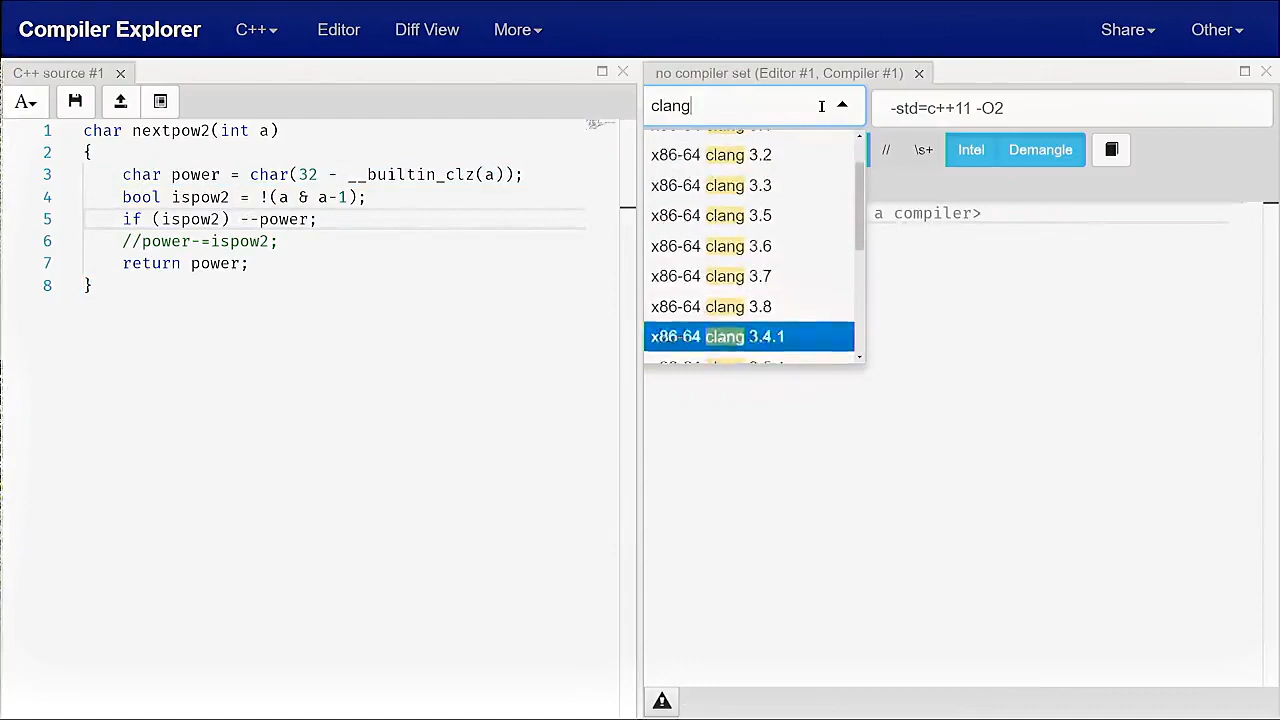 Compiler Explorer C++ Editor Diff View More Share Other
C++ source #1
A
1 char nextpow2(int a)
2 {
3 char power = char(32 - __builtin_clz(a));
4 bool ispow2 = !(a & a-1);
5 if (ispow2) --power;
6 //power-=ispow2;
7 return power;
8 }
no compiler set (Editor #1, Compiler #1)
clang
-std=c++11 -O2
// \s+ Intel Demangle
x86-64 clang 3.2
x86-64 clang 3.3
x86-64 clang 3.5
x86-64 clang 3.6
x86-64 clang 3.7
x86-64 clang 3.8
x86-64 clang 3.4.1
a compiler>